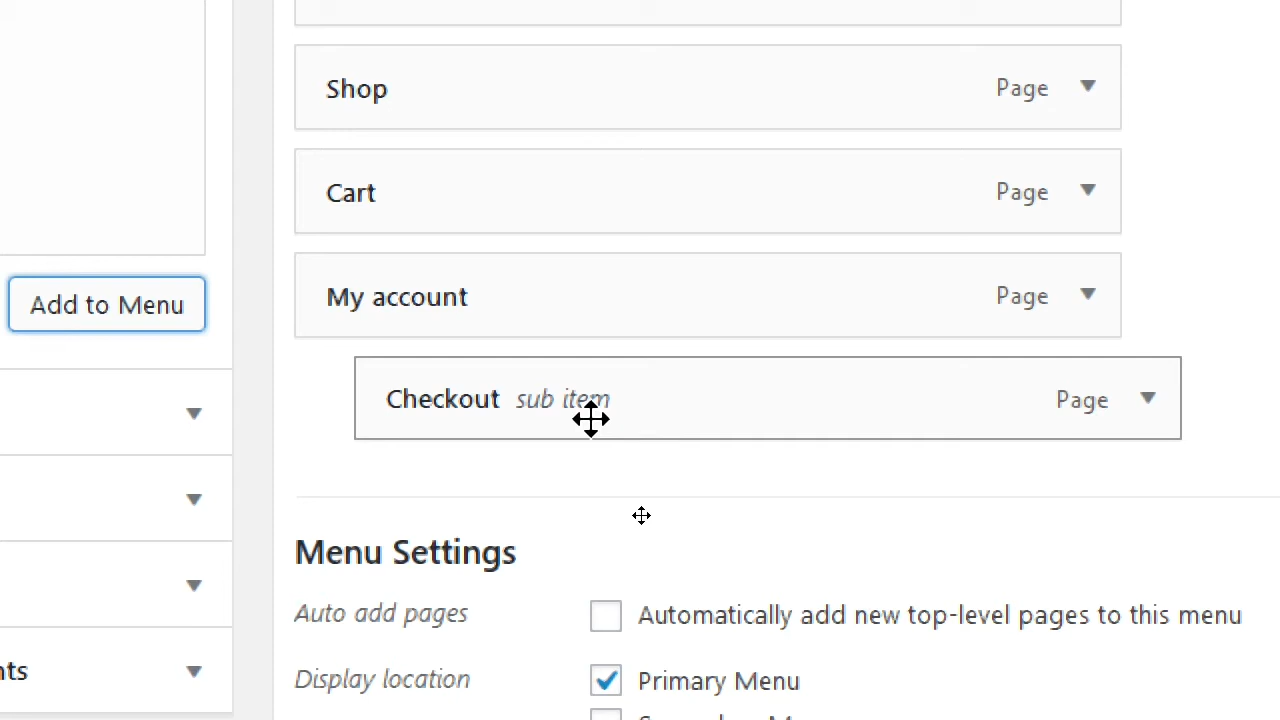 Shop Page
Cart Page
My account Page
Add to Menu
Checkout sub item Page
Menu Settings
Auto add pages Automatically add new top-level pages to this menu
Display location Primary Menu